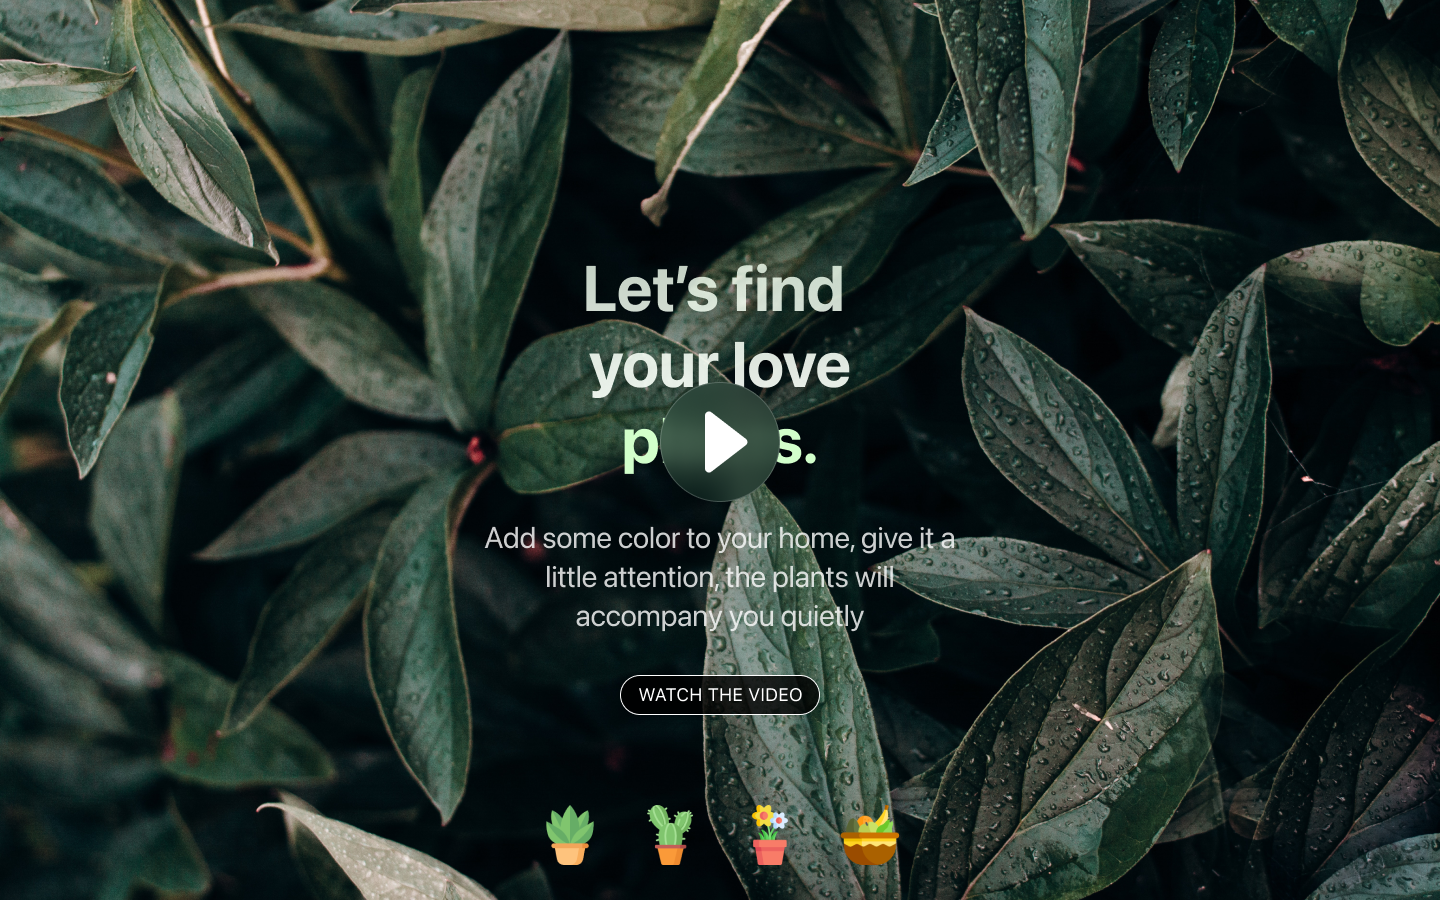 Let's find
your love
Add some color to your home, give it a
little attention, the plants will
accompany you quietly
WATCH THE VIDEO